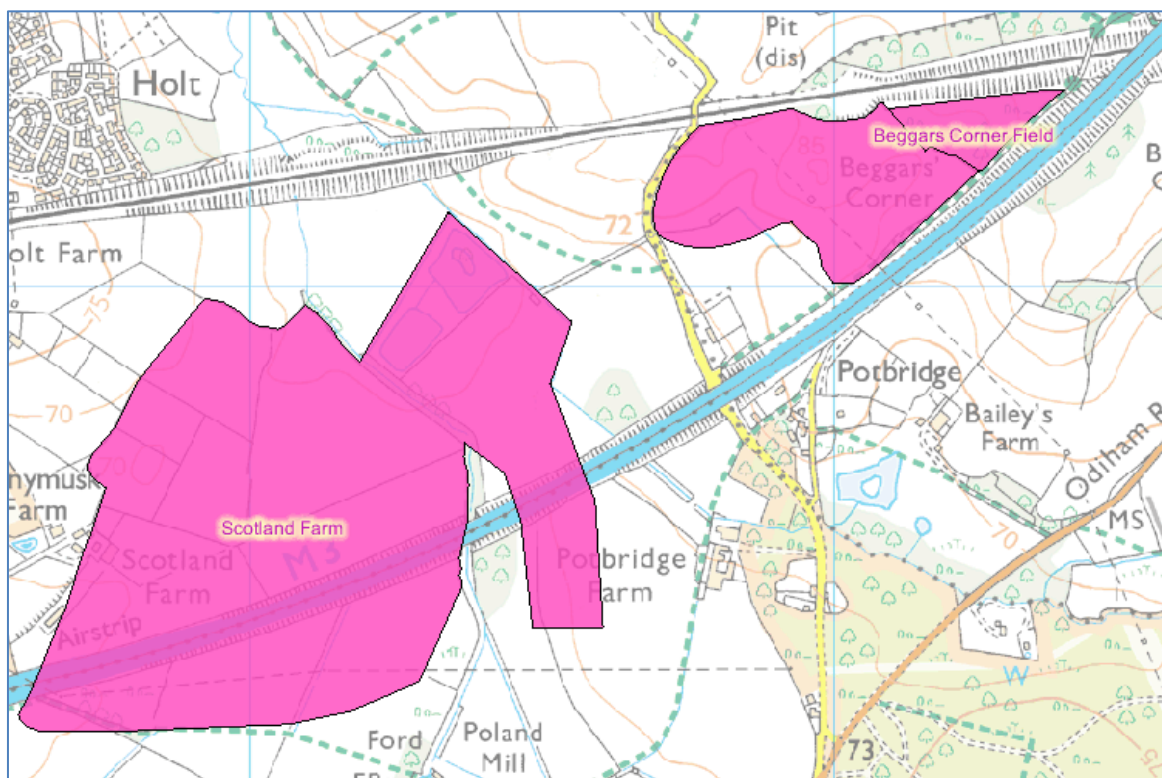 Pit
(dis)
Holt
Beggars Corner Field
85
Beggars'
Corner
72
olt Farm
75
70
Potbridge
Bailey's
Farm
Odiham R
nymusk
Farm
MS
Scotland Farm
M3
70
Scotland
Farm
Potbridge
Farm
Airstrip
W
Ford
Poland
Mill
73